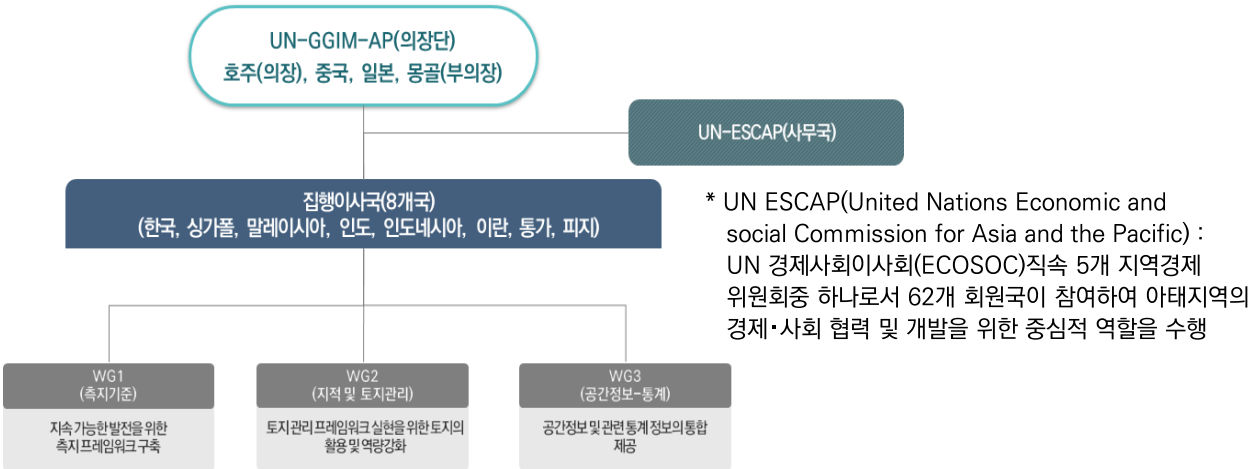 UN-GGIM-AP(의장단)
호주(의장), 중국, 일본, 몽골(부의장)
UN-ESCAP(사무국)
집행이사국(8개국)
(한국, 싱가폴, 말레이시아, 인도, 인도네시아, 이란, 통가, 피지)
* UN ESCAP(United Nations Economic and
social Commission for Asia and the Pacific) :
UN 경제사회이사회(ECOSOC)직속 5개 지역경제
위원회중 하나로서 62개 회원국이 참여하여 아태지역의
경제·사회 협력 및 개발을 위한 중심적 역할을 수행
WG1
(측지기준)
지속 가능한 발전을 위한
측지 프레임워크 구축
WG2
(지적 및 토지관리)
토지 관리 프레임워크 실현을 위한 토지의
활용 및 역량강화
WG3
(공간정보-통계)
공간정보 및 관련 통계 정보의 통합
제공